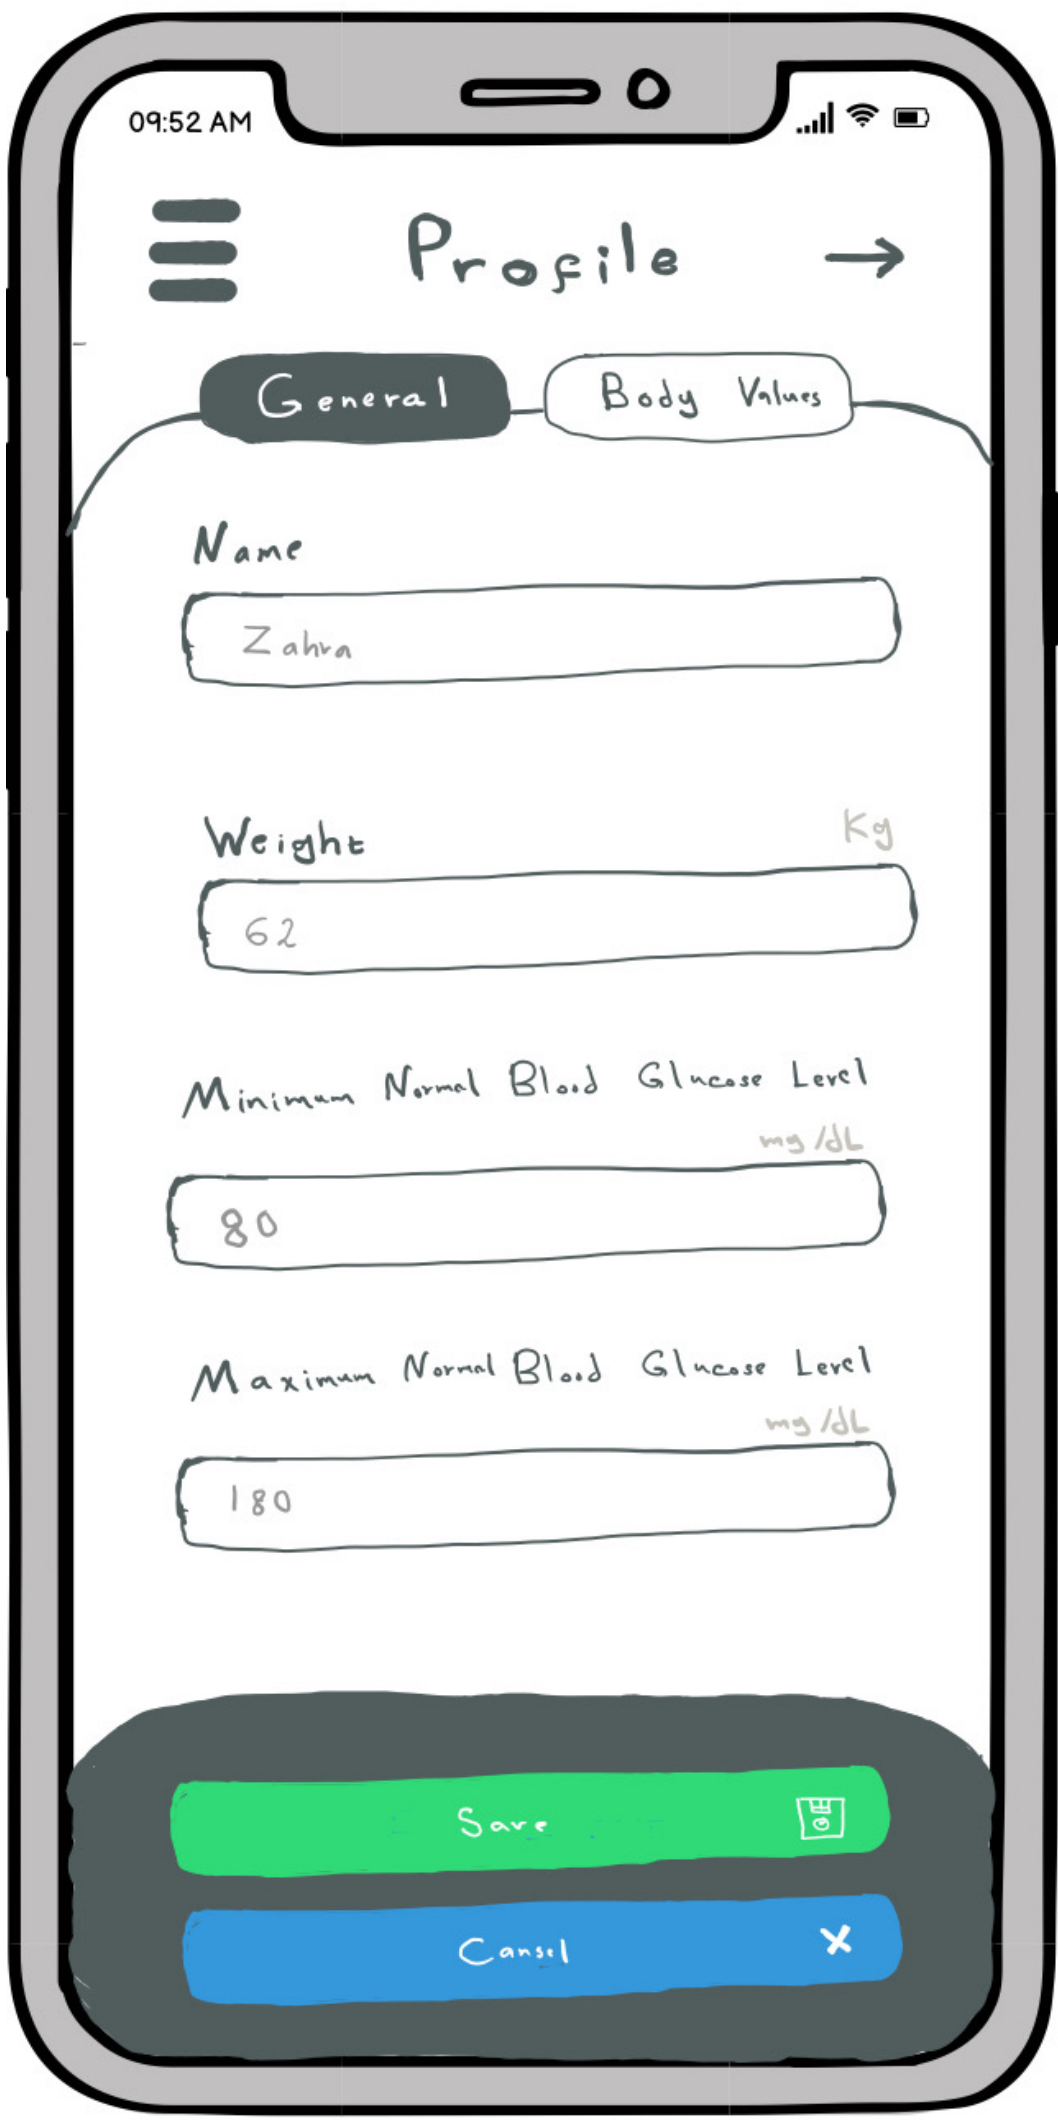 09:52 AM
Profile
General Body Values
Name
Zahra
Weight Kg
62
Minimum Normal Blood Glucose Level
mg/dL
80
Maximum Normal Blood Glucose Level
mg/dL
180
Save
Cansel